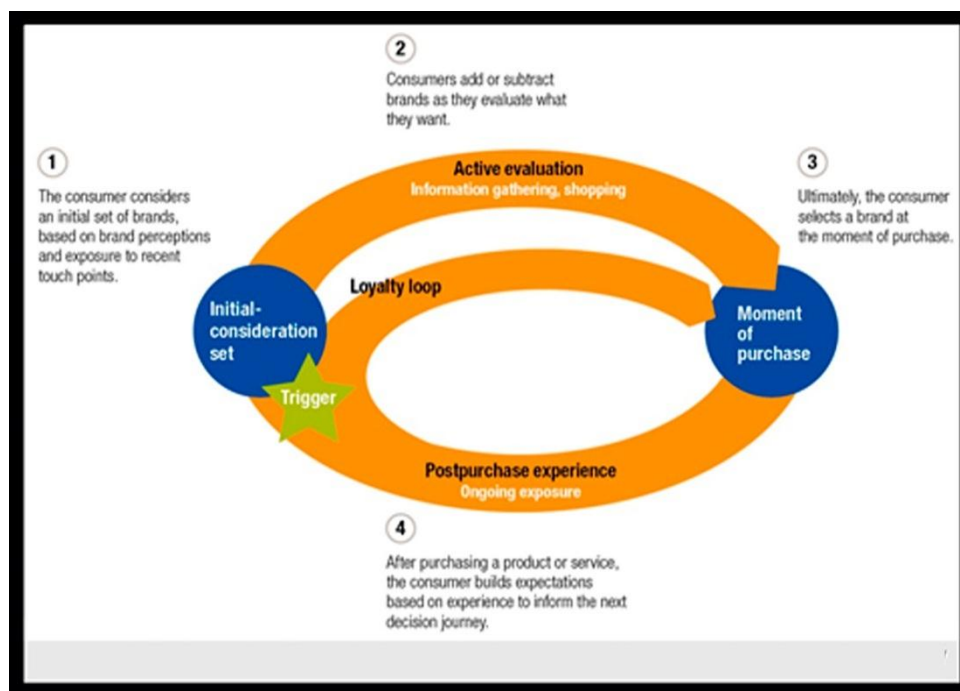 1
The consumer considers
an initial set of brands,
based on brand perceptions
and exposure to recent
touch points.
2
Consumers add or subtract
brands as they evaluate what
they want.
3
Ultimately, the consumer
selects a brand at
the moment of purchase.
Active evaluation
Information gathering, shopping
Loyalty loop
Initial-
consideration
set
Trigger
Moment
of
purchase
Postpurchase experience
Ongoing exposure
4
After purchasing a product or service,
the consumer builds expectations
based on experience to inform the next
decision journey.